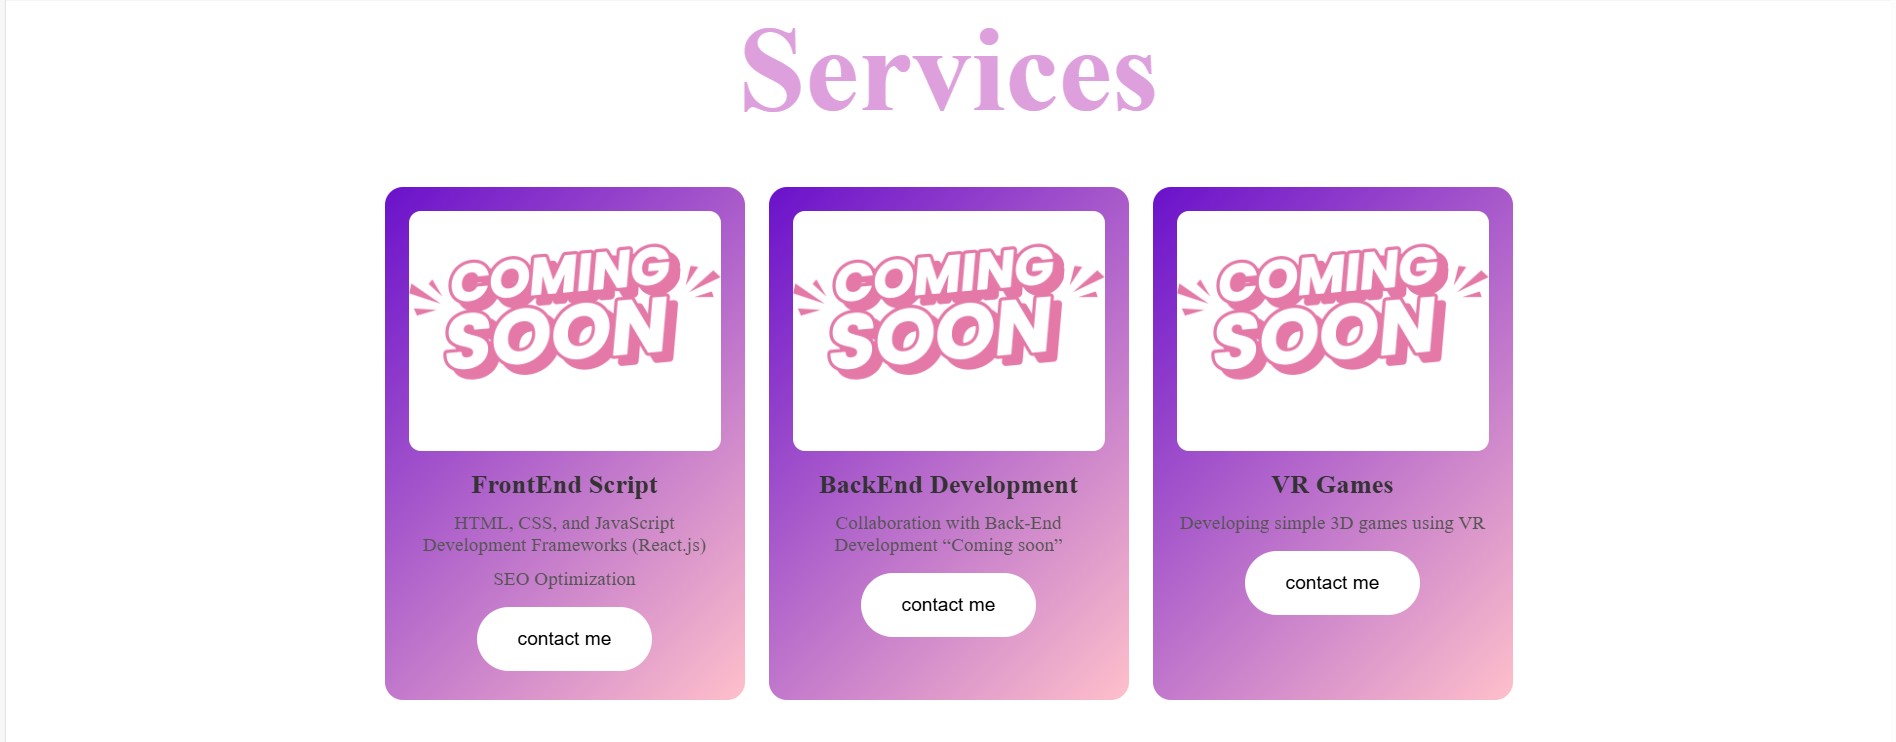 Services
COMING
SOON
FrontEnd Script
HTML, CSS, and JavaScript
Development Frameworks (React.js)
SEO Optimization
contact me
COMING
SOON
BackEnd Development
Collaboration with Back-End
Development “Coming soon”
contact me
COMING
SOON
VR Games
Developing simple 3D games using VR
contact me